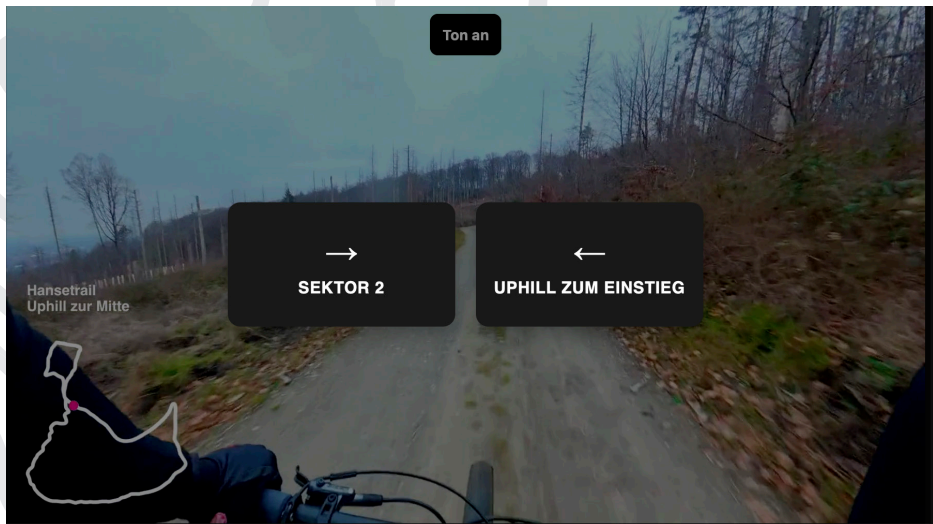 Ton an
→
SEKTOR 2
←
UPHILL ZUM EINSTIEG
Hansetrail
Uphill zur Mitte